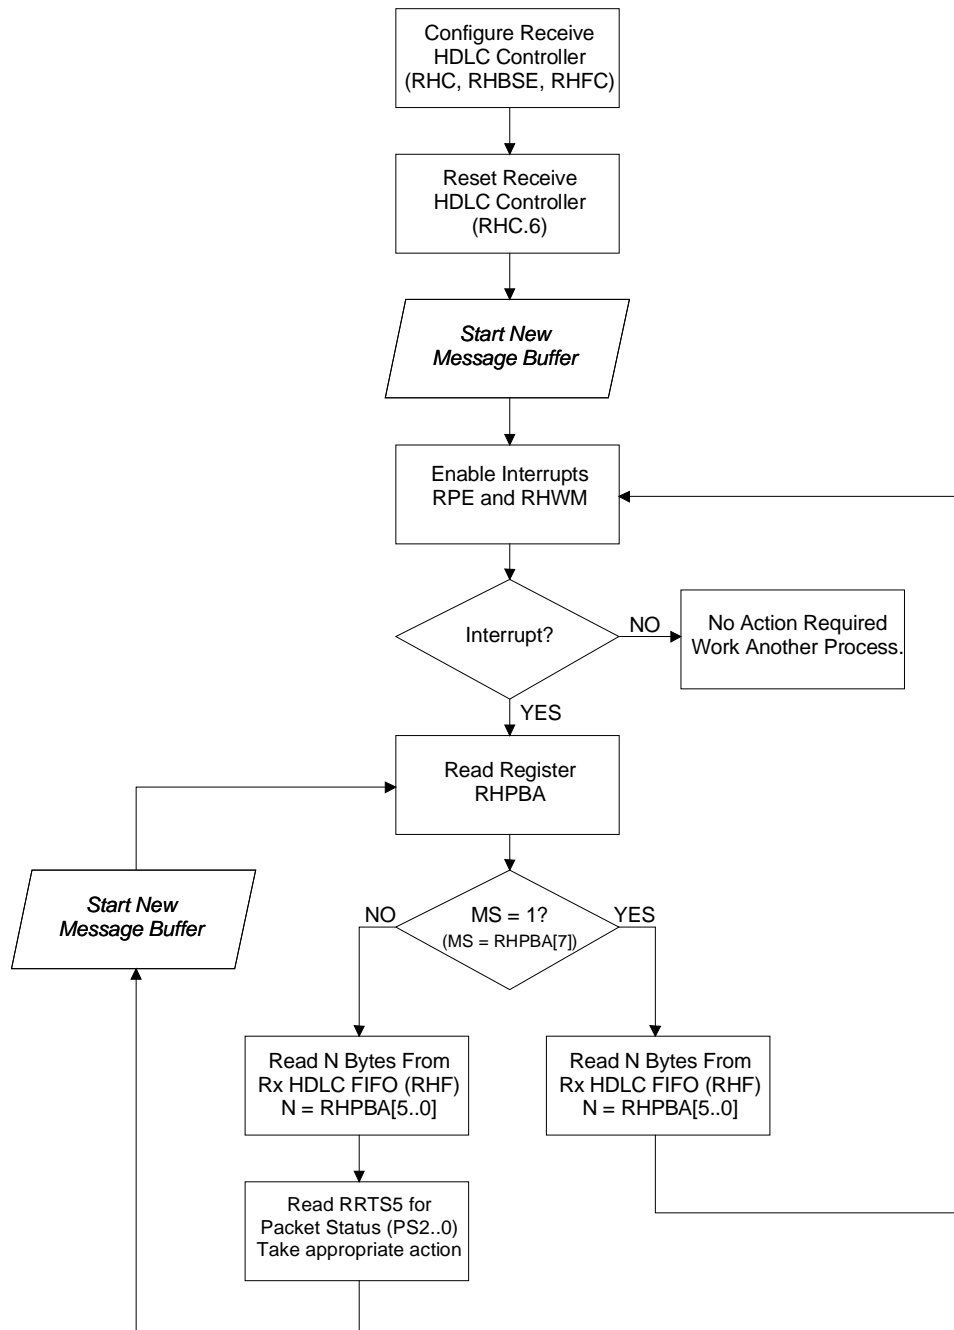 Configure Receive
HDLC Controller
(RHC, RHBSE, RHFC)
Reset Receive
HDLC Controller
(RHC.6)
Start New
Message Buffer
Enable Interrupts
RPE and RHWM
Interrupt?
NO
No Action Required
Work Another Process.
YES
Read Register
RHPBA
Start New
Message Buffer
NO
MS = 1?
(MS = RHPBA[7])
YES
Read N Bytes From
Rx HDLC FIFO (RHF)
N = RHPBA[5..0]
Read N Bytes From
Rx HDLC FIFO (RHF)
N = RHPBA[5..0]
Read RRTS5 for
Packet Status (PS2..0)
Take appropriate action